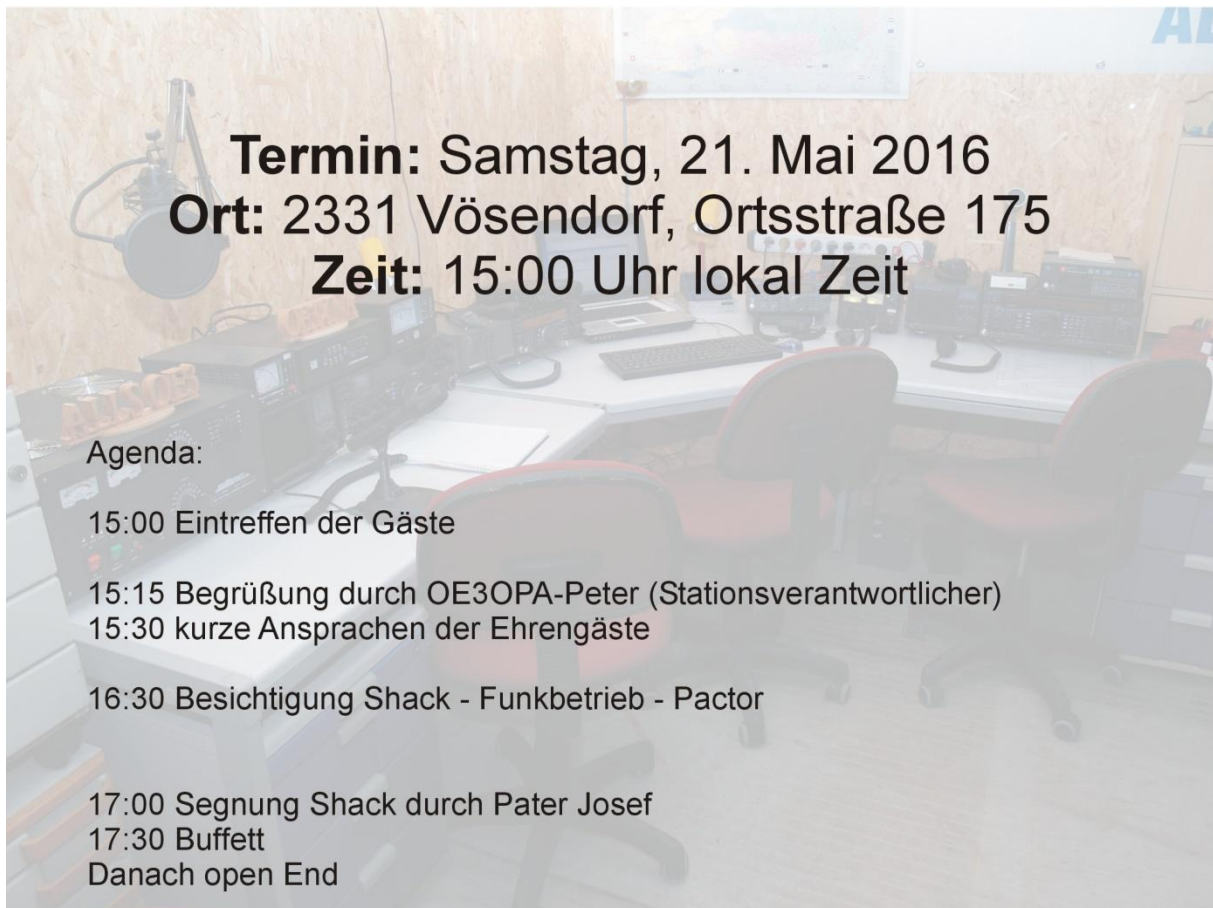 Termin: Samstag, 21. Mai 2016
Ort: 2331 Vösendorf, Ortsstraße 175
Zeit: 15:00 Uhr lokal Zeit
Agenda:
15:00 Eintreffen der Gäste
15:15 Begrüßung durch OE3OPA-Peter (Stationsverantwortlicher)
15:30 kurze Ansprachen der Ehrengäste
16:30 Besichtigung Shack - Funkbetrieb - Pactor
17:00 Segnung Shack durch Pater Josef
17:30 Buffett
Danach open End